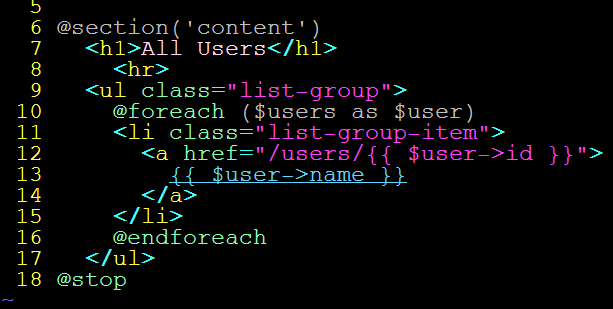 5
6 @section('content')
7   <h1>All Users</h1>
8     <hr>
9   <ul class="list-group">
10     @foreach ($users as $user)
11     <li class="list-group-item">
12       <a href="/users/{{ $user->id }}">
13         {{ $user->name }}
14       </a>
15     </li>
16     @endforeach
17   </ul>
18 @stop
~